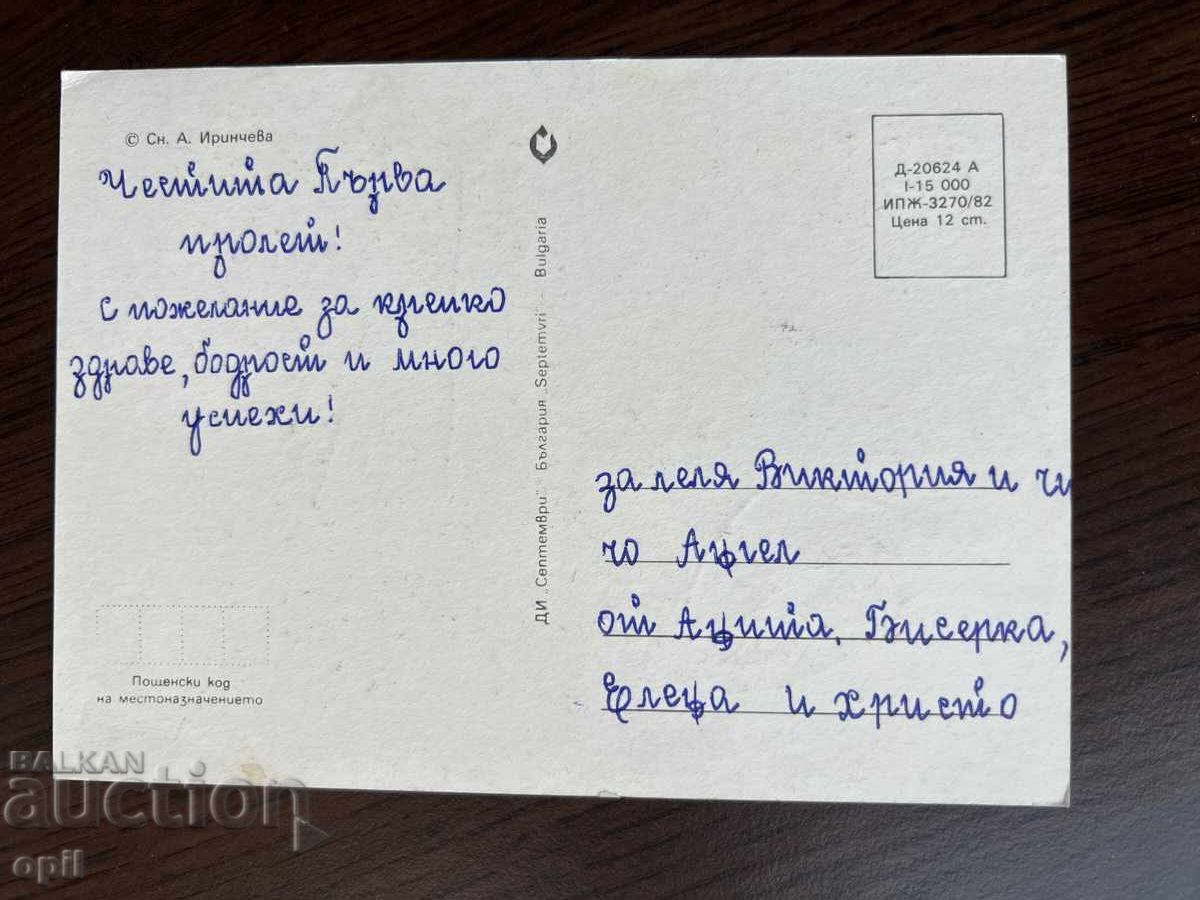 © Сн. А. Иринчева
Честита Първа
пролет!
с пожелание за крепко
здраве, бодрост и много
успехи!
Пощенски код
на местоназначението
ДИ „Септември" България „Septemvri" Bulgaria
Д-20624 А
I-15 000
ИПЖ-3270/82
Цена 12 ст.
за леля Виктория и чи
чо Ангел
от Анита, Бисерка,
Елена и христо
BALKAN
auction
opil